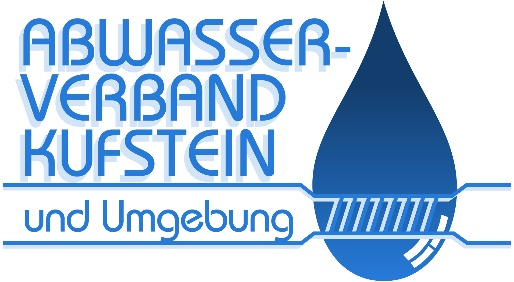 ABWASSER-
VERBAND
KUFSTEIN
und Umgebung